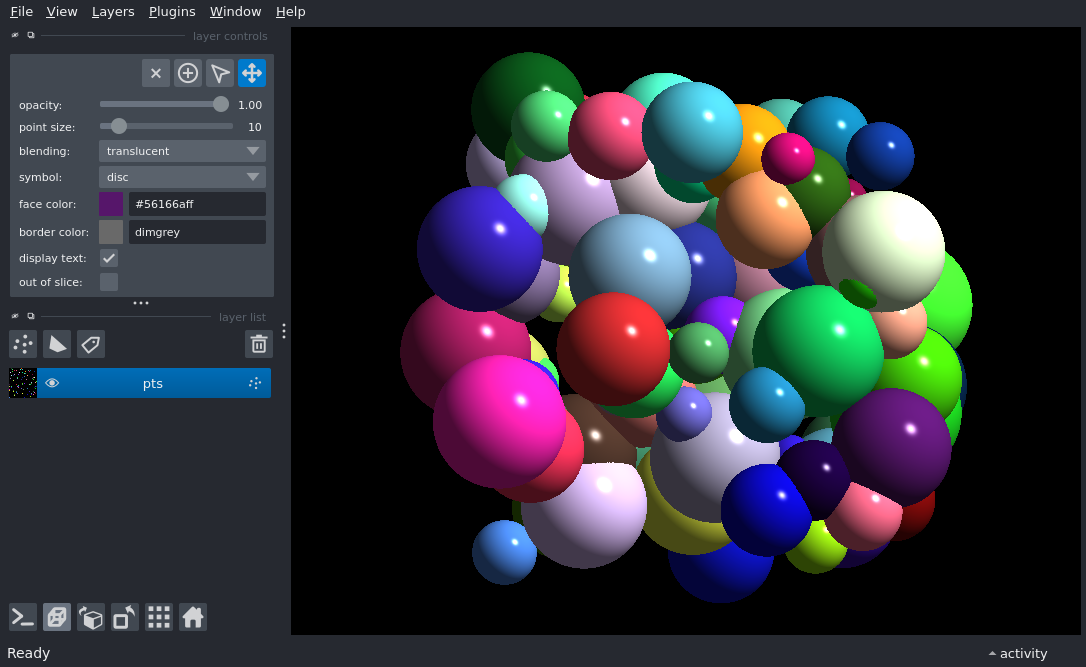 File View Layers Plugins Window Help
layer controls
opacity: 1.00
point size: 10
blending: translucent
symbol: disc
face color: #56166aff
border color: dimgrey
display text:
out of slice:
layer list
pts
Ready
activity